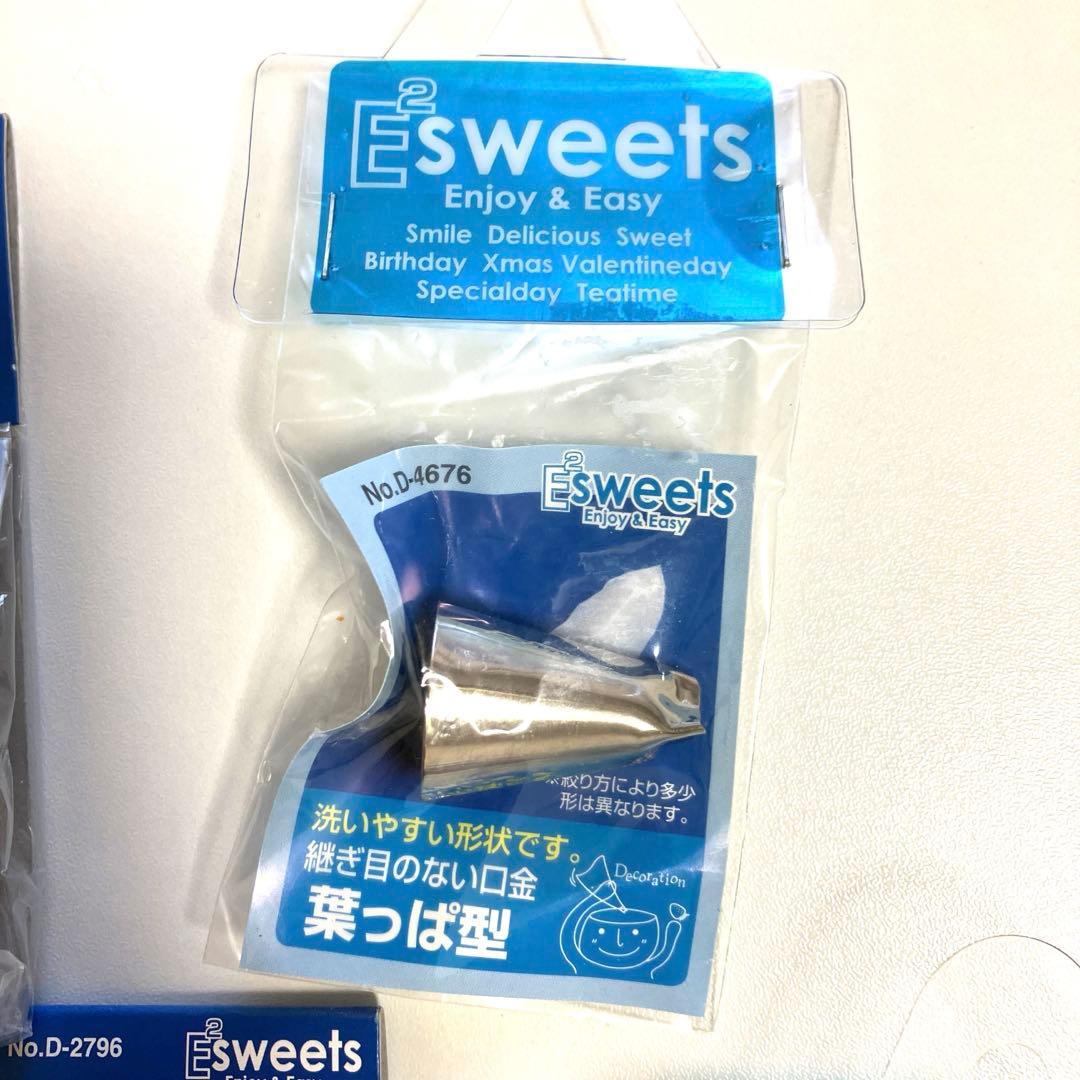 E²sweets
Enjoy & Easy
Smile Delicious Sweet
Birthday Xmas Valentineday
Specialday Teatime
No.D-4676
E²sweets
Enjoy & Easy
※絞り方により多少
形は異なります。
洗いやすい形状です。
継ぎ目のない口金
葉っぱ型
Decoration
No.D-2796
E²sweets
Enjoy & Easy